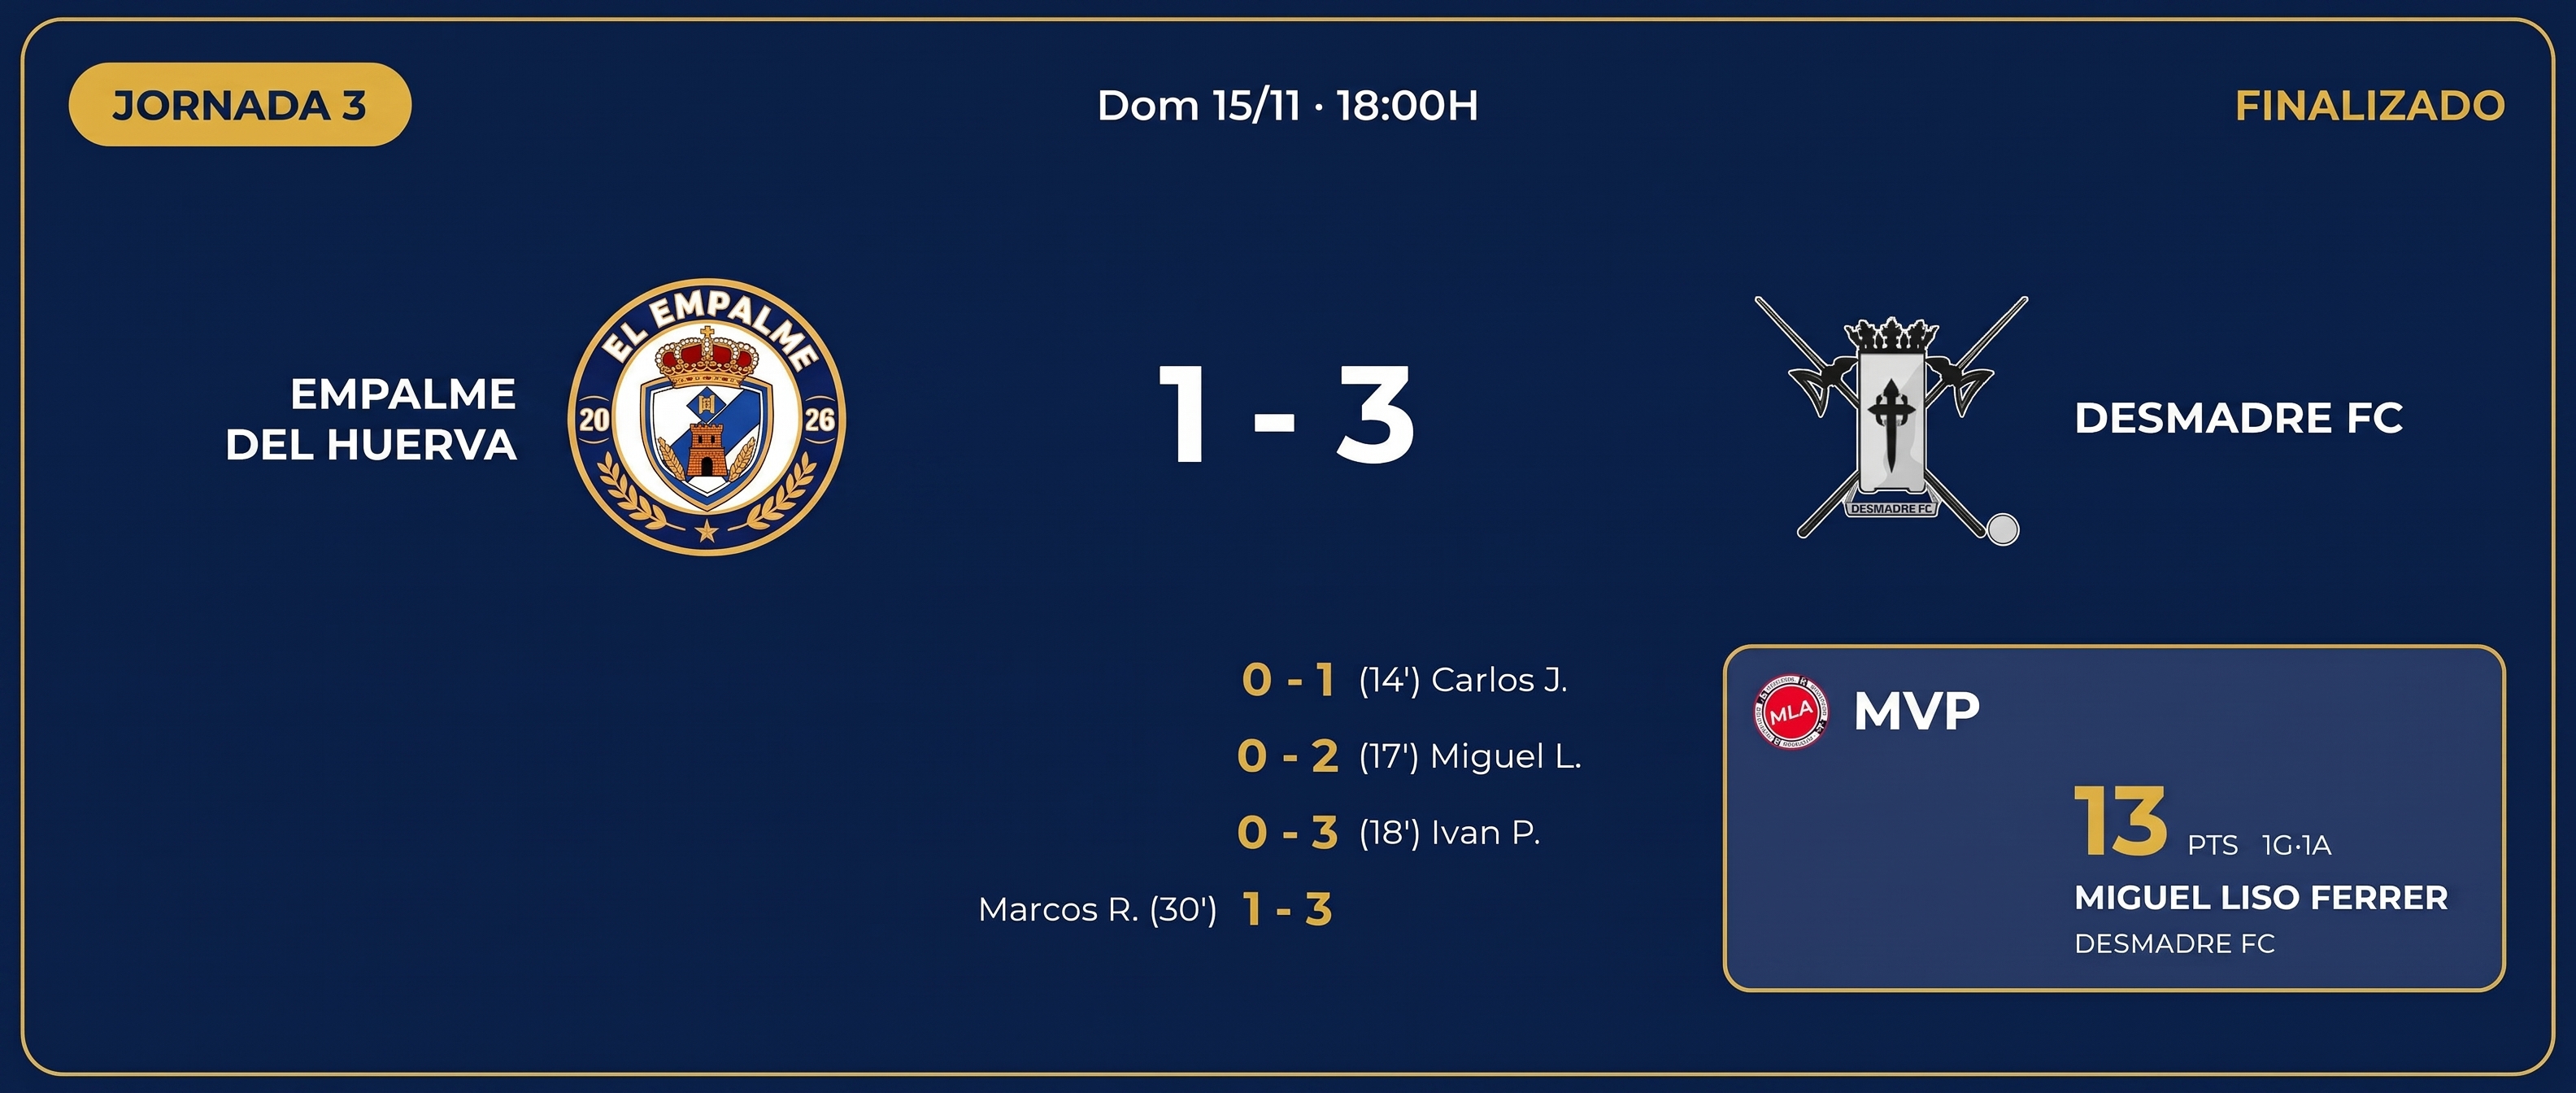 JORNADA 3
Dom 15/11 · 18:00H
FINALIZADO
EMPALME
DEL HUERVA
EL EMPALME
20 26
1 - 3
DESMADRE FC
DESMADRE FC
0 - 1 (14') Carlos J.
0 - 2 (17') Miguel L.
0 - 3 (18') Ivan P.
Marcos R. (30') 1 - 3
MLA
MVP
13 PTS 1G·1A
MIGUEL LISO FERRER
DESMADRE FC